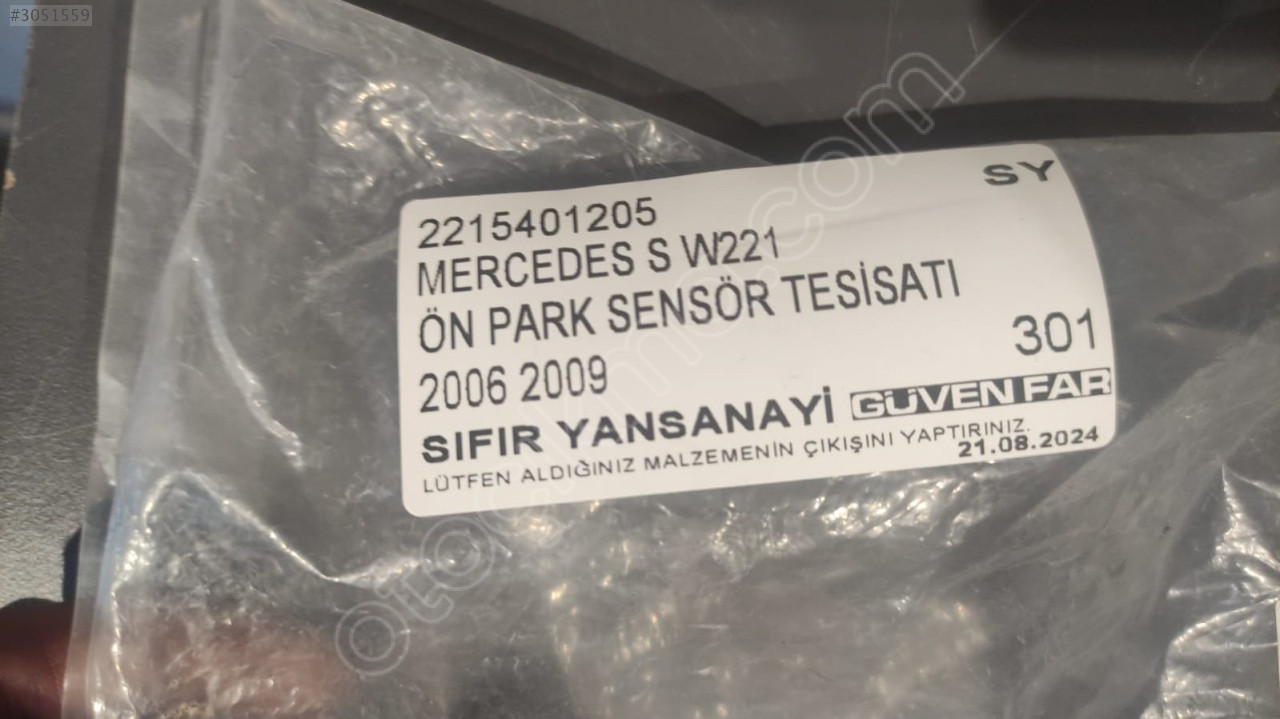 #3051559
SY
2215401205
MERCEDES S W221
ÖN PARK SENSÖR TESİSATI
301
2006 2009
SIFIR YANSANAYİ GÜVEN FAR
LÜTFEN ALDIĞINIZ MALZEMENİN ÇIKIŞINI YAPTIRINIZ.
21.08.2024